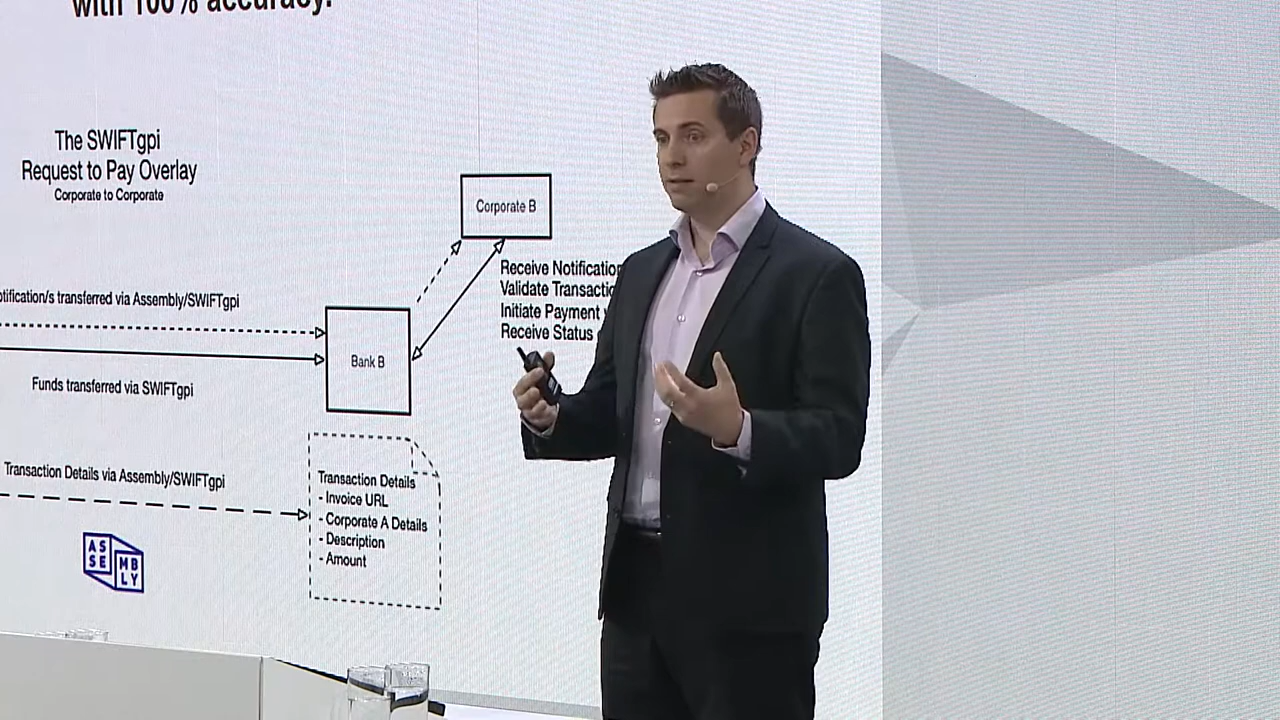 with 100% accuracy.
The SWIFTgpi
Request to Pay Overlay
Corporate to Corporate
Corporate B
Receive Notification
Validate
Initiate Payment
Receive Status
transferred via Assembly/SWIFTgpi
Bank B
Funds transferred via SWIFTgpi
Transaction Details via Assembly/SWIFTgpi
Transaction Details
- Invoice URL
- Corporate A Details
- Description
- Amount
AS
SE
MB
LY